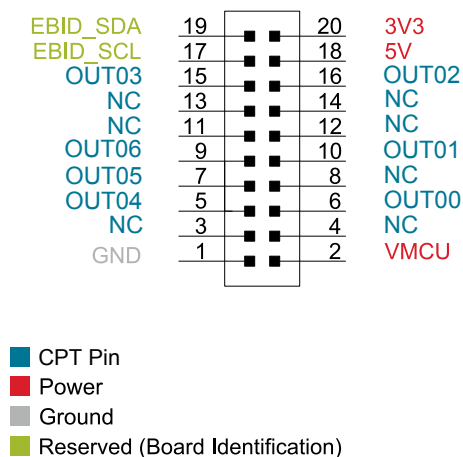 EBID_SDA 19 20 3V3
EBID_SCL 17 18 5V
OUT03 15 16 OUT02
NC 13 14 NC
NC 11 12 NC
OUT06 9 10 OUT01
OUT05 7 8 NC
OUT04 5 6 OUT00
NC 3 4 NC
GND 1 2 VMCU
CPT Pin
Power
Ground
Reserved (Board Identification)